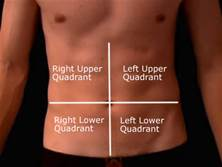 Right Upper
Quadrant
Left Upper
Quadrant
Right Lower
Quadrant
Left Lower
Quadrant